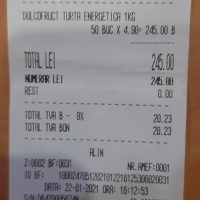 DULCOFRUCT TURTA ENERGETICA 1KG
50 BUC X 4.00= 245.00 B
TOTAL LEI 245.00
NUMERAR LEI 245.00
REST 0.00
TOTAL TVA B - 9% 20.23
TOTAL TVA BON 20.23
ALIN
Z:0602 BF:0031 NR.AMEF:0001
ID BF:
DATA: 22-01-2021 ORA: 16:12:53